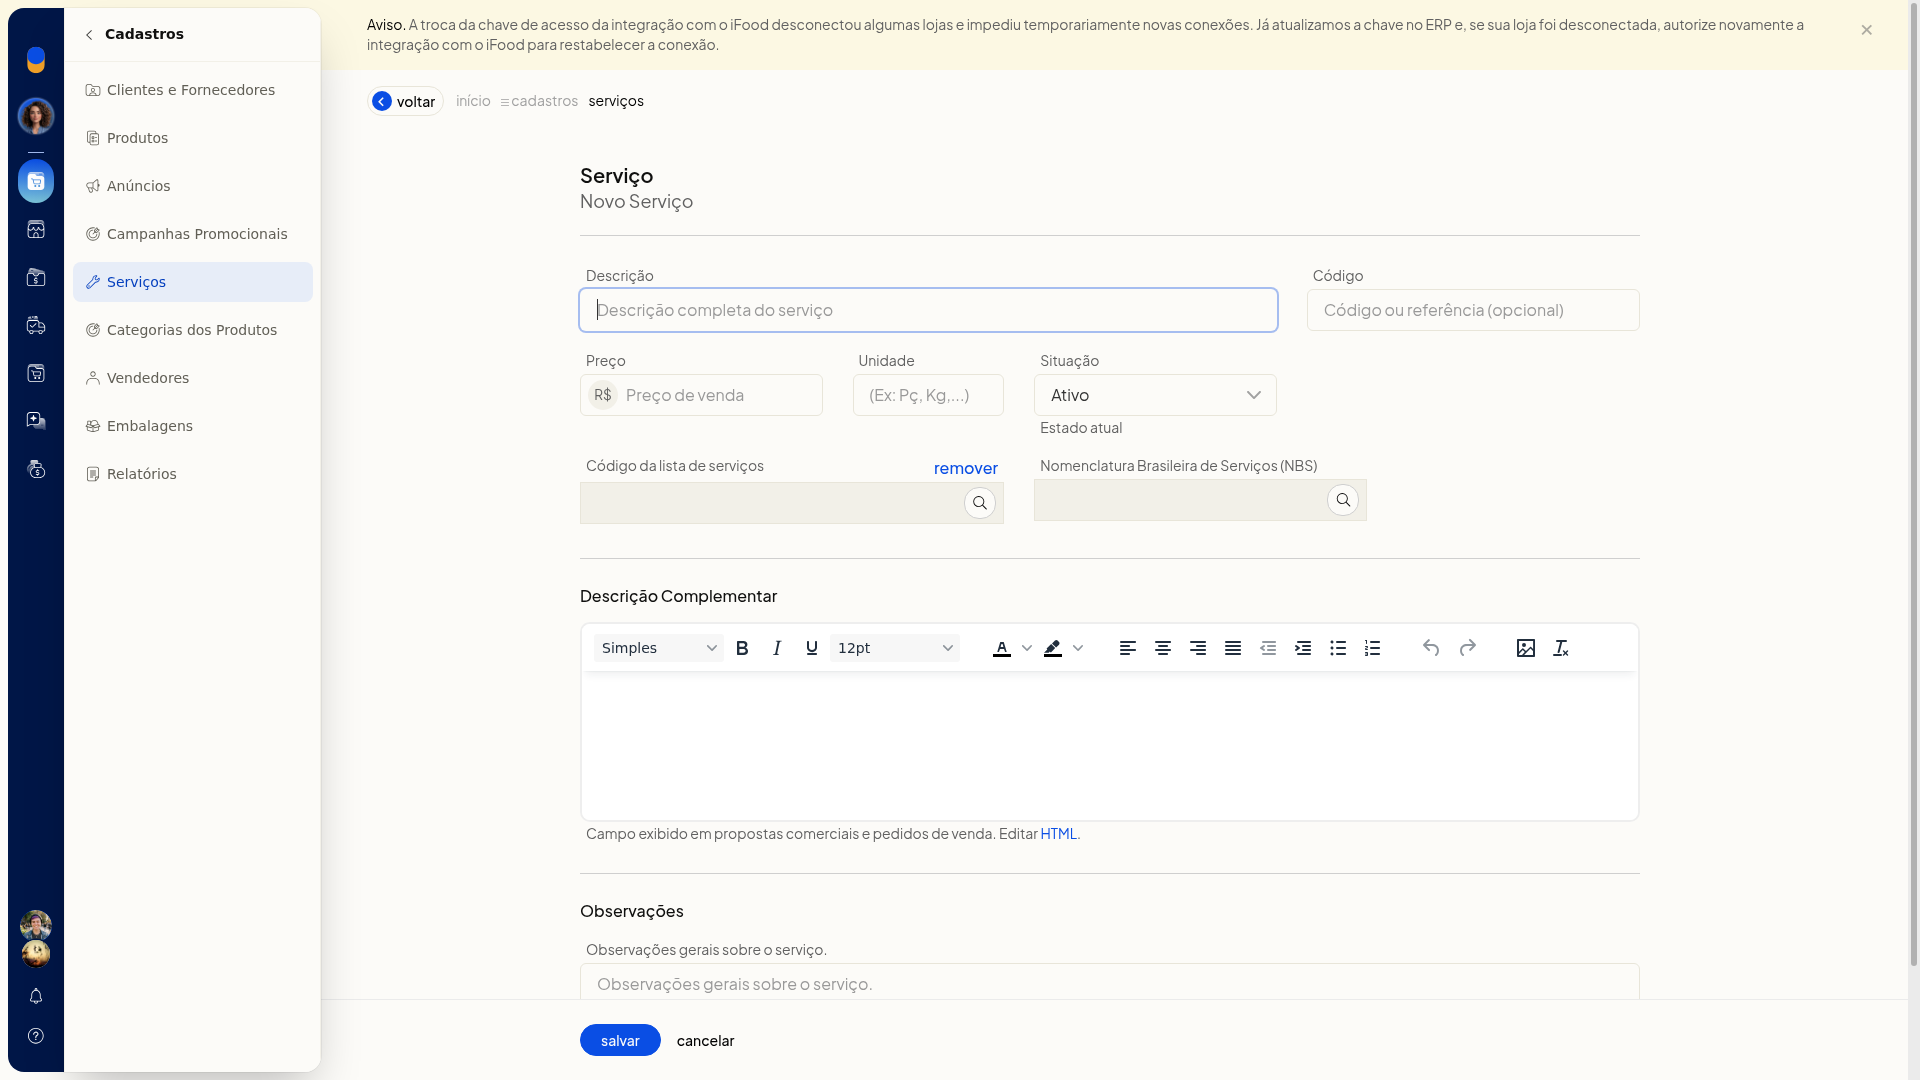 Cadastros
Clientes e Fornecedores
Produtos
Anúncios
Campanhas Promocionais
Serviços
Categorias dos Produtos
Vendedores
Embalagens
Relatórios
Aviso. A troca da chave de acesso da integração com o iFood desconectou algumas lojas e impediu temporariamente novas conexões. Já atualizamos a chave no ERP e, se sua loja foi desconectada, autorize novamente a
integração com o iFood para restabelecer a conexão.
voltar início cadastros serviços
Serviço
Novo Serviço
Descrição Código
Descrição completa do serviço Código ou referência (opcional)
Preço Unidade Situação
R$ Preço de venda (Ex: Pç, Kg,...) Ativo
Estado atual
Código da lista de serviços remover Nomenclatura Brasileira de Serviços (NBS)
Descrição Complementar
Simples B I U 12pt A
Campo exibido em propostas comerciais e pedidos de venda. Editar HTML.
Observações
Observações gerais sobre o serviço.
Observações gerais sobre o serviço.
salvar cancelar